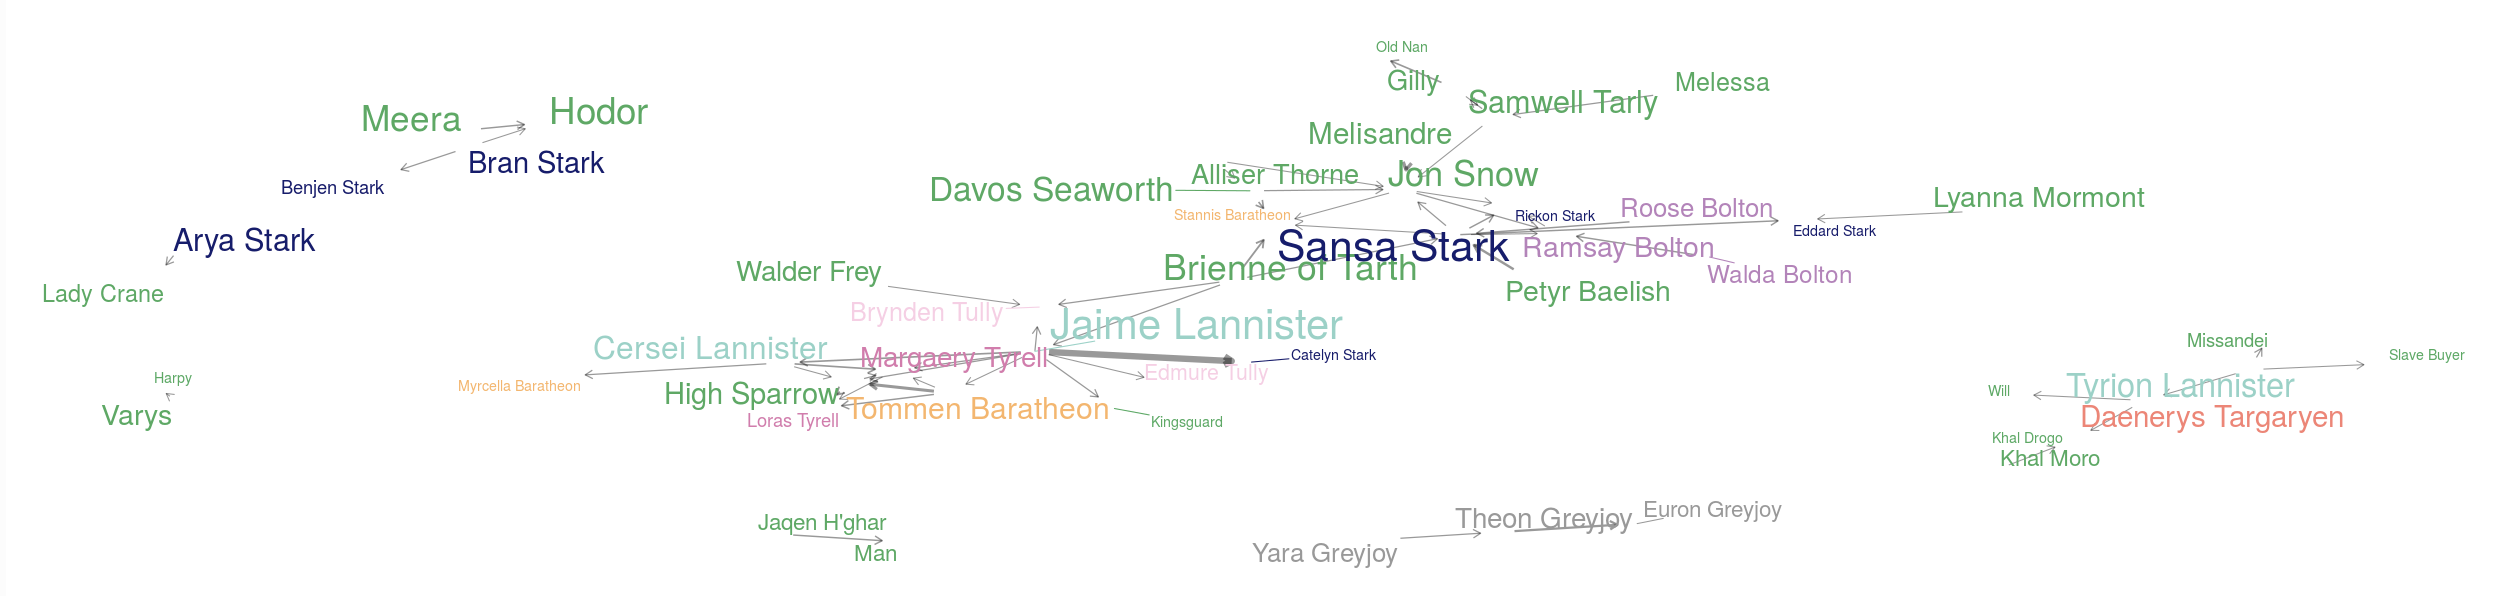 Old Nan
Gilly
Melessa
Samwell Tarly
Meera
Hodor
Melisandre
Bran Stark
Benjen Stark
Alliser Thorne
Jon Snow
Davos Seaworth
Lyanna Mormont
Stannis Baratheon
Rickon Stark
Roose Bolton
Eddard Stark
Arya Stark
Sansa Stark
Ramsay Bolton
Walder Frey
Brienne of Tarth
Walda Bolton
Lady Crane
Petyr Baelish
Brynden Tully
Jaime Lannister
Missandei
Cersei Lannister
Margaery Tyrell
Catelyn Stark
Slave Buyer
Edmure Tully
Harpy
Myrcella Baratheon
Tyrion Lannister
Will
High Sparrow
Tommen Baratheon
Varys
Loras Tyrell
Kingsguard
Daenerys Targaryen
Khal Drogo
Khal Moro
Jaqen H'ghar
Man
Theon Greyjoy
Euron Greyjoy
Yara Greyjoy